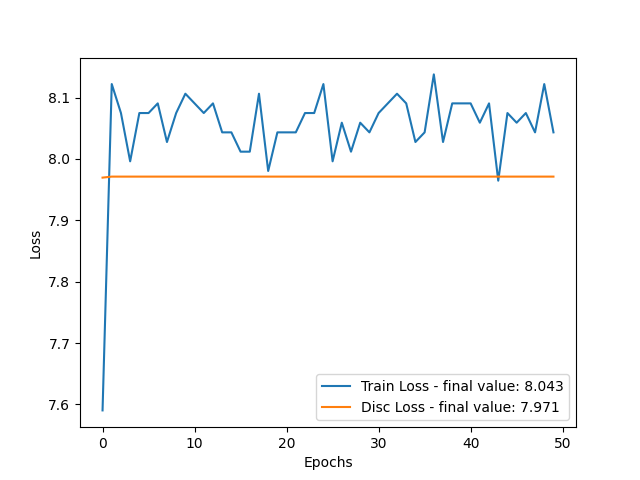 8.1
8.0
7.9
7.8
7.7
7.6
Loss
Train Loss - final value: 8.043
Disc Loss - final value: 7.971
0 10 20 30 40 50
Epochs